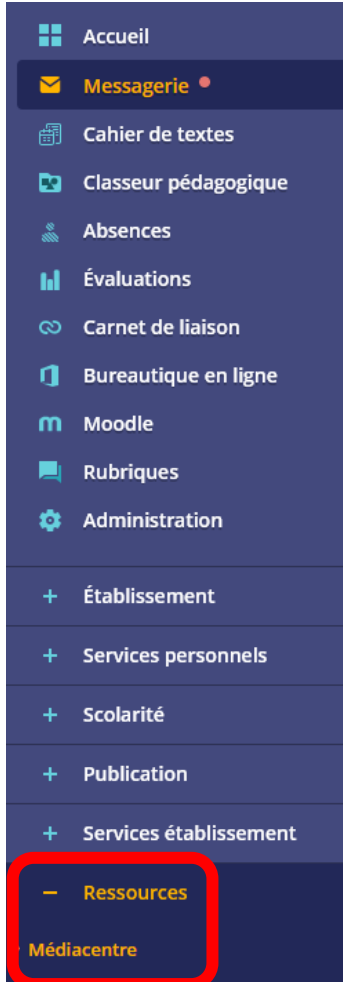 Accueil
Messagerie
Cahier de textes
Classeur pédagogique
Absences
Évaluations
Carnet de liaison
Bureautique en ligne
Moodle
Rubriques
Administration
+ Établissement
+ Services personnels
+ Scolarité
+ Publication
+ Services établissement
– Ressources
Médiacentre